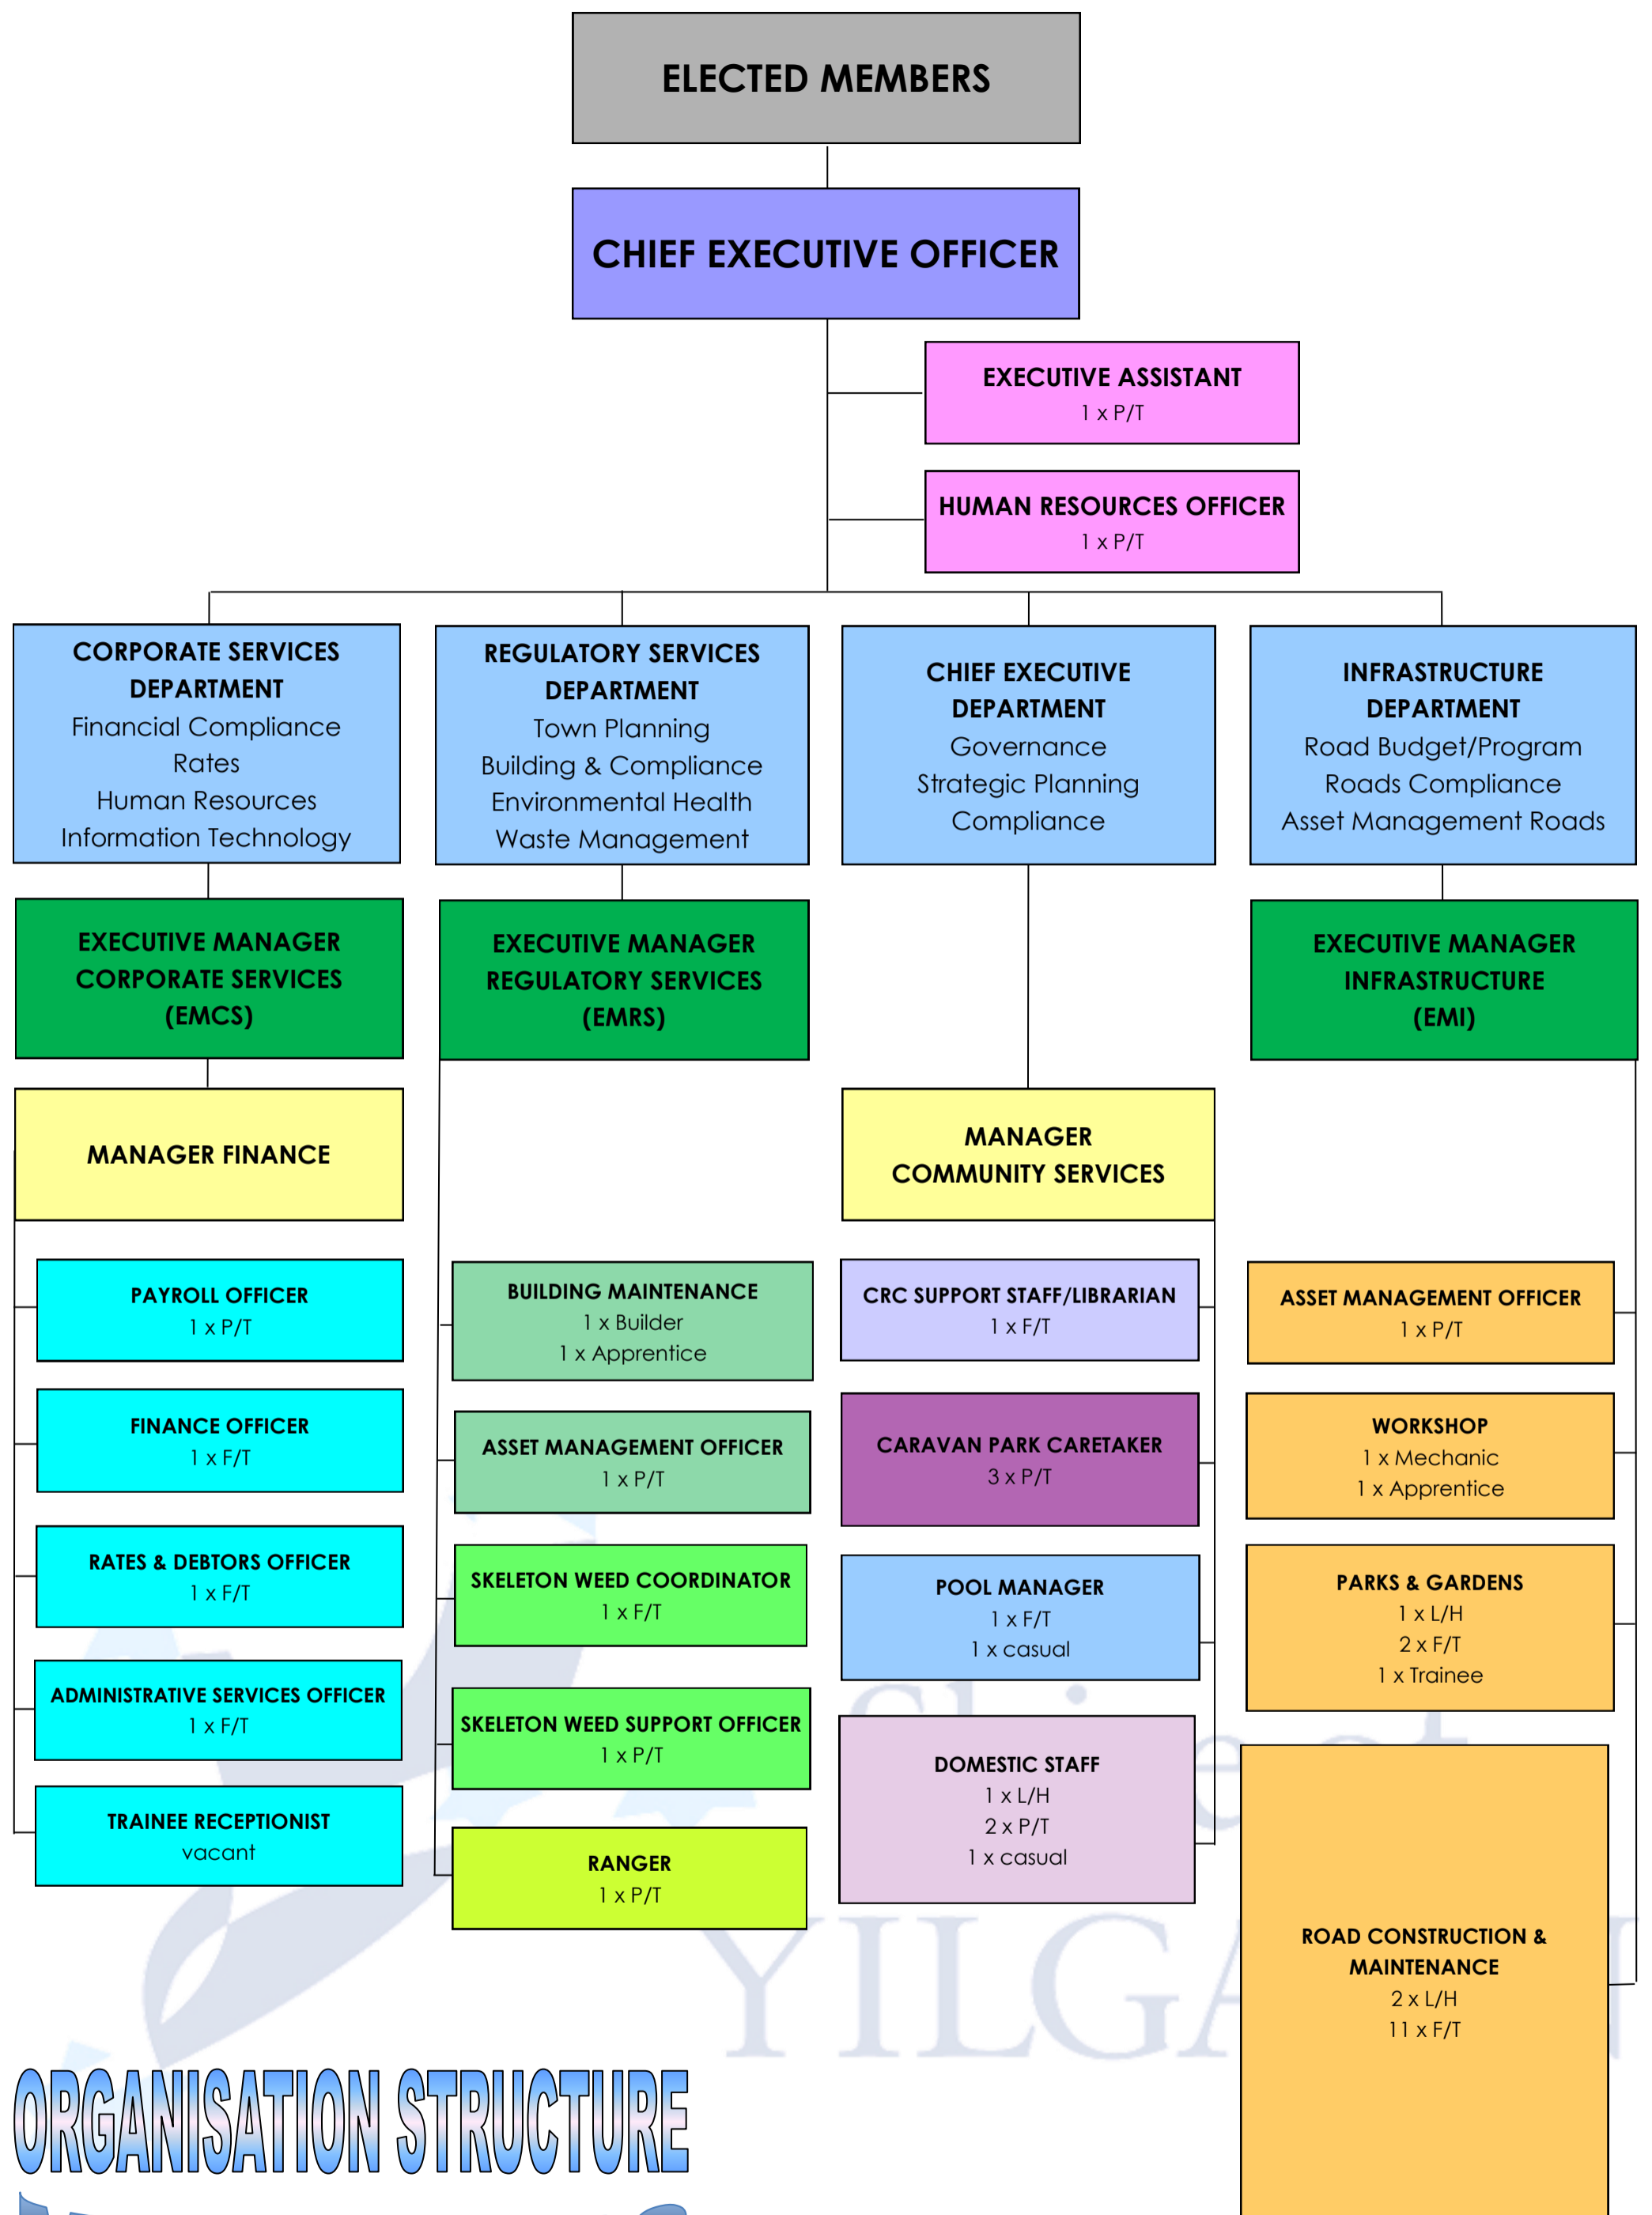 ELECTED MEMBERS
CHIEF EXECUTIVE OFFICER
EXECUTIVE ASSISTANT
1 x P/T
HUMAN RESOURCES OFFICER
1 x P/T
CORPORATE SERVICES
DEPARTMENT
Financial Compliance
Rates
Human Resources
Information Technology
REGULATORY SERVICES
DEPARTMENT
Town Planning
Building & Compliance
Environmental Health
Waste Management
CHIEF EXECUTIVE
DEPARTMENT
Governance
Strategic Planning
Compliance
INFRASTRUCTURE
DEPARTMENT
Road Budget/Program
Roads Compliance
Asset Management Roads
EXECUTIVE MANAGER
CORPORATE SERVICES
(EMCS)
EXECUTIVE MANAGER
REGULATORY SERVICES
(EMRS)
EXECUTIVE MANAGER
INFRASTRUCTURE
(EMI)
MANAGER FINANCE
MANAGER
COMMUNITY SERVICES
PAYROLL OFFICER
1 x P/T
FINANCE OFFICER
1 x F/T
RATES & DEBTORS OFFICER
1 x F/T
ADMINISTRATIVE SERVICES OFFICER
1 x F/T
TRAINEE RECEPTIONIST
vacant
BUILDING MAINTENANCE
1 x Builder
1 x Apprentice
ASSET MANAGEMENT OFFICER
1 x P/T
SKELETON WEED COORDINATOR
1 x F/T
SKELETON WEED SUPPORT OFFICER
1 x P/T
RANGER
1 x P/T
CRC SUPPORT STAFF/LIBRARIAN
1 x F/T
CARAVAN PARK CARETAKER
3 x P/T
POOL MANAGER
1 x F/T
1 x casual
DOMESTIC STAFF
1 x L/H
2 x P/T
1 x casual
ASSET MANAGEMENT OFFICER
1 x P/T
WORKSHOP
1 x Mechanic
1 x Apprentice
PARKS & GARDENS
1 x L/H
2 x F/T
1 x Trainee
ROAD CONSTRUCTION &
MAINTENANCE
2 x L/H
11 x F/T
ORGANISATION STRUCTURE